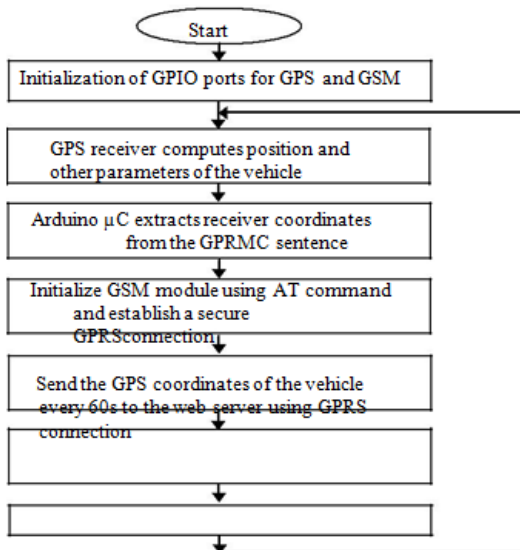 Start
Initialization of GPIO ports for GPS and GSM
GPS receiver computes position and
other parameters of the vehicle
Arduino µC extracts receiver coordinates
from the GPRMC sentence
Initialize GSM module using AT command
and establish a secure
GPRSconnection
Send the GPS coordinates of the vehicle
every 60s to the web server using GPRS
connection